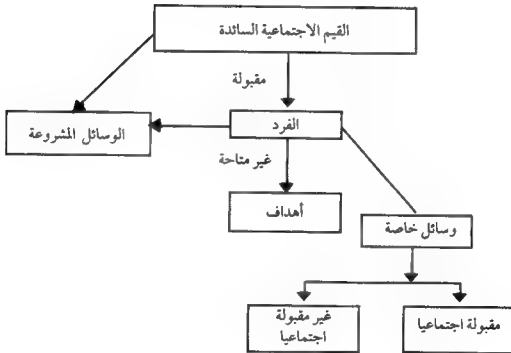 القيم الاجتماعية السائدة
مقبولة
الوسائل المشروعة
الفرد
غير متاحة
أهداف
وسائل خاصة
مقبولة اجتماعيا
غير مقبولة
اجتماعيا